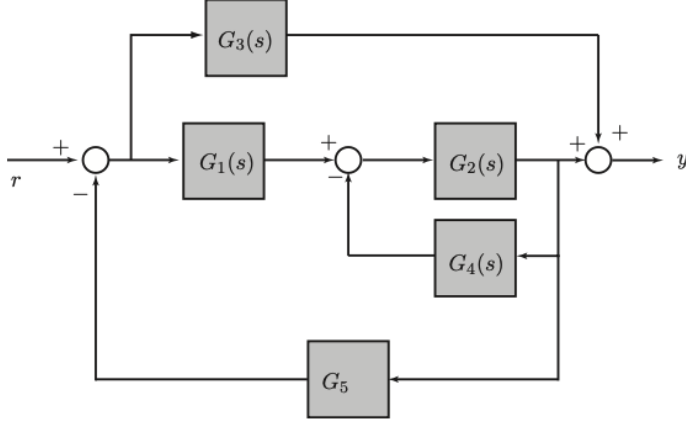 G₃(s)
+ + + +
r G₁(s) G₂(s) y
− −
G₄(s)
G₅